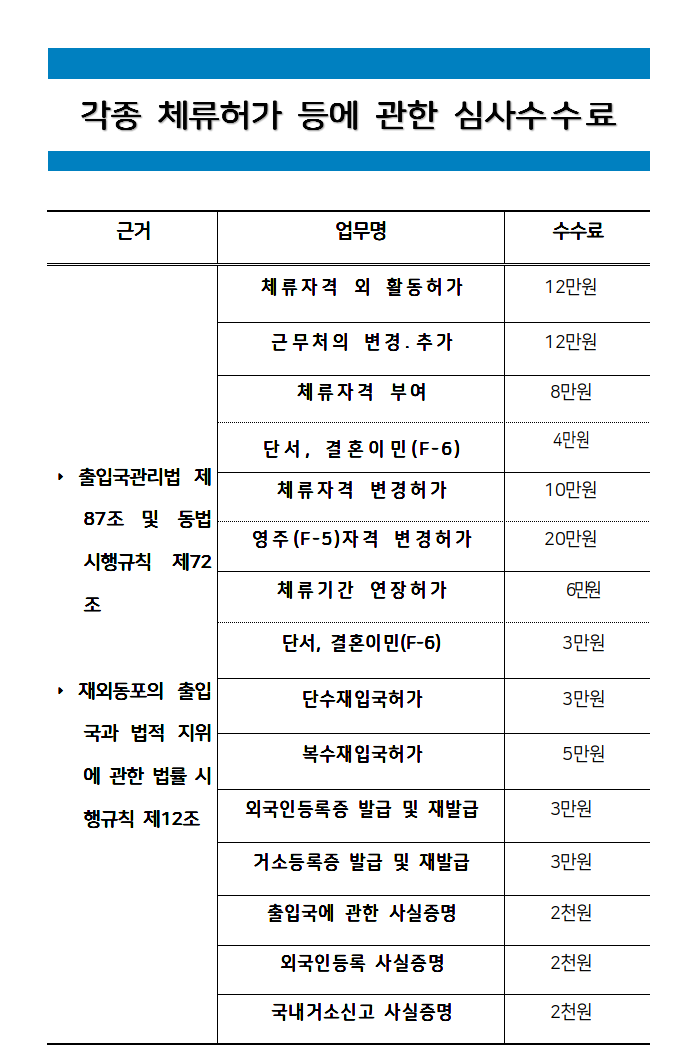 각종 체류허가 등에 관한 심사수수료
근거 업무명 수수료
체류자격 외 활동허가 12만원
근무처의 변경.추가 12만원
체류자격 부여 8만원
단서, 결혼이민(F-6) 4만원
체류자격 변경허가 10만원
영주(F-5)자격 변경허가 20만원
체류기간 연장허가 6만원
단서, 결혼이민(F-6) 3만원
단수재입국허가 3만원
복수재입국허가 5만원
외국인등록증 발급 및 재발급 3만원
거소등록증 발급 및 재발급 3만원
출입국에 관한 사실증명 2천원
외국인등록 사실증명 2천원
국내거소신고 사실증명 2천원
‣ 출입국관리법 제
87조 및 동법
시행규칙 제72
조
‣ 재외동포의 출입
국과 법적 지위
에 관한 법률 시
행규칙 제12조